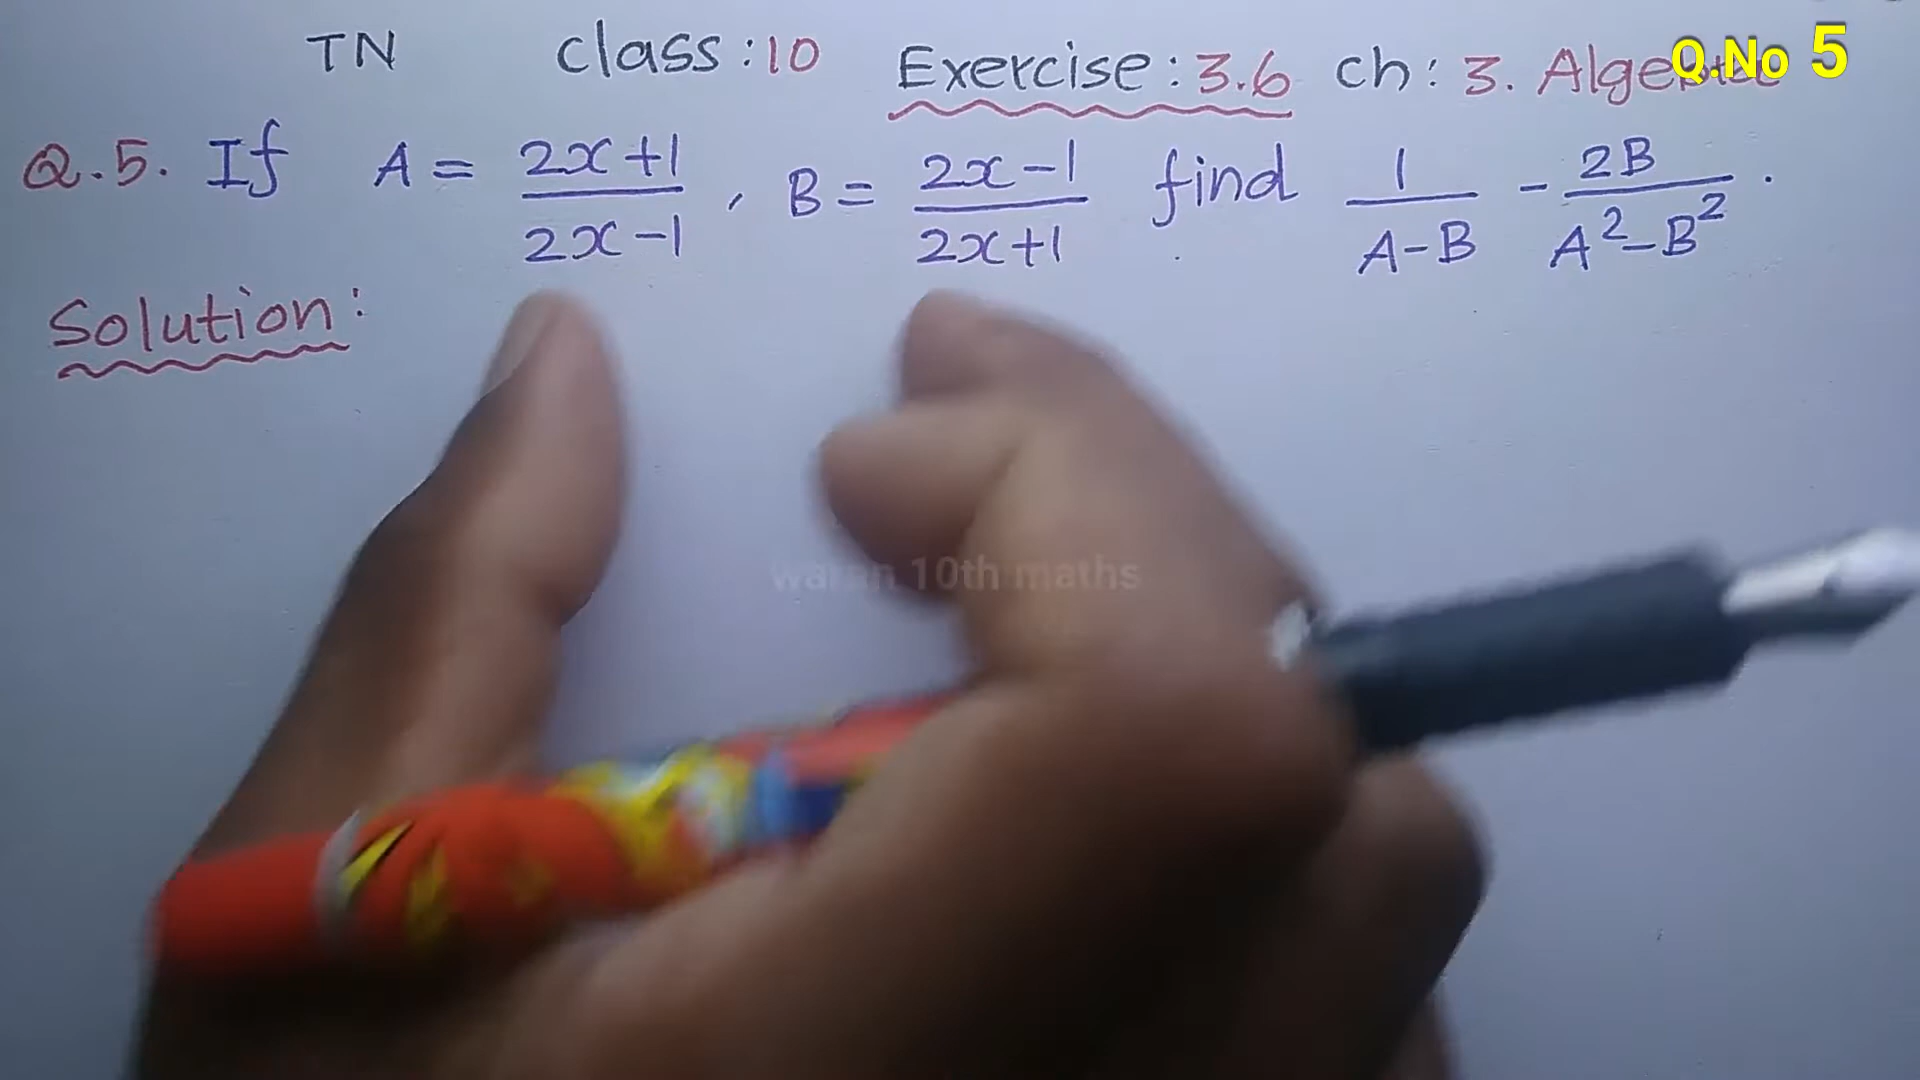 TN class:10 Exercise:3.6 ch: 3. Q.No 5
Q.5. If A = 2x+1/2x-1, B = 2x-1/2x+1 find 1/A-B - 2B/A²-B².
Solution:
waran 10th maths